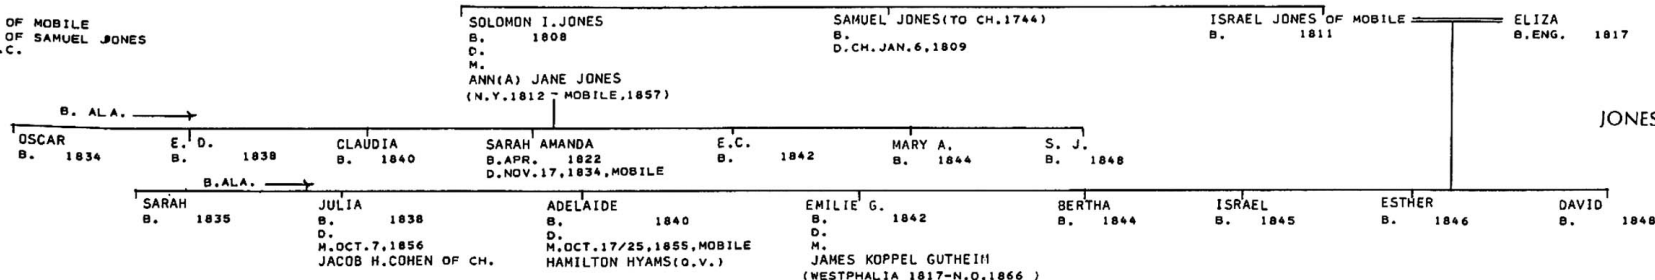 OF MOBILE
OF SAMUEL JONES
.C.
SOLOMON I.JONES
B. 1808
D.
M.
ANN(A) JANE JONES
(N.Y.1812 - MOBILE,1857)
SAMUEL JONES(TO CH.1744)
B.
D.CH.JAN.6,1809
ISRAEL JONES OF MOBILE
B. 1811
ELIZA
B.ENG. 1817
JONES
B. ALA.
OSCAR
B. 1834
E. D.
B. 1838
CLAUDIA
B. 1840
SARAH AMANDA
B.APR. 1822
D.NOV.17,1834,MOBILE
E.C.
B. 1842
MARY A.
B. 1844
S. J.
B. 1848
B.ALA.
SARAH
B. 1835
JULIA
B. 1838
D.
M.OCT.7,1856
JACOB H.COHEN OF CH.
ADELAIDE
B. 1840
D.
M.OCT.17/25,1855,MOBILE
HAMILTON HYAMS(Q.V.)
EMILIE G.
B. 1842
D.
M.
JAMES KOPPEL GUTHEIM
(WESTPHALIA 1817-N.O.1866 )
BERTHA
B. 1844
ISRAEL
B. 1845
ESTHER
B. 1846
DAVID
B. 1848